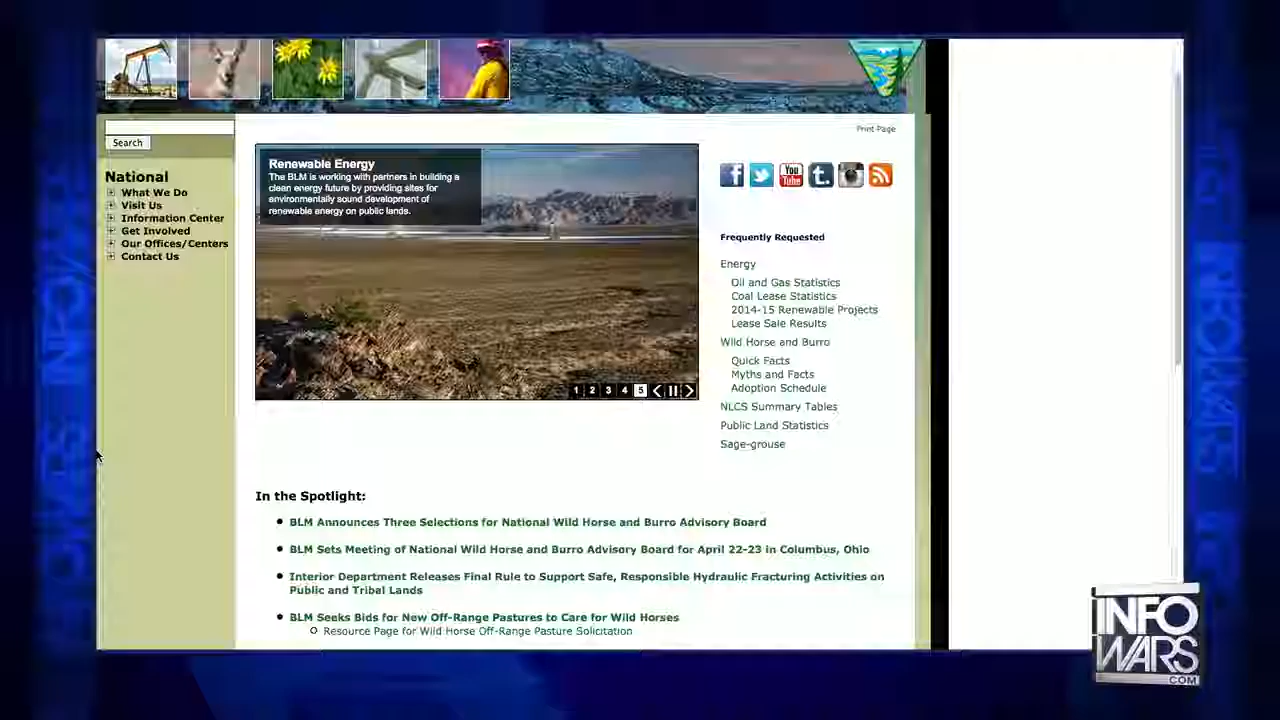 Print Page
Search
National
What We Do
Visit Us
Information Center
Get Involved
Our Offices/Centers
Contact Us
Renewable Energy
The BLM is working with partners in building a
clean energy future by providing sites for
environmentally sound development of
renewable energy on public lands.
1 2 3 4 5
You
Tube
t.
Frequently Requested
Energy
Oil and Gas Statistics
Coal Lease Statistics
2014-15 Renewable Projects
Lease Sale Results
Wild Horse and Burro
Quick Facts
Myths and Facts
Adoption Schedule
NLCS Summary Tables
Public Land Statistics
Sage-grouse
In the Spotlight:
BLM Announces Three Selections for National Wild Horse and Burro Advisory Board
BLM Sets Meeting of National Wild Horse and Burro Advisory Board for April 22-23 in Columbus, Ohio
Interior Department Releases Final Rule to Support Safe, Responsible Hydraulic Fracturing Activities on
Public and Tribal Lands
BLM Seeks Bids for New Off-Range Pastures to Care for Wild Horses
Resource Page for Wild Horse Off-Range Pasture Solicitation
INFO
WARS
.COM